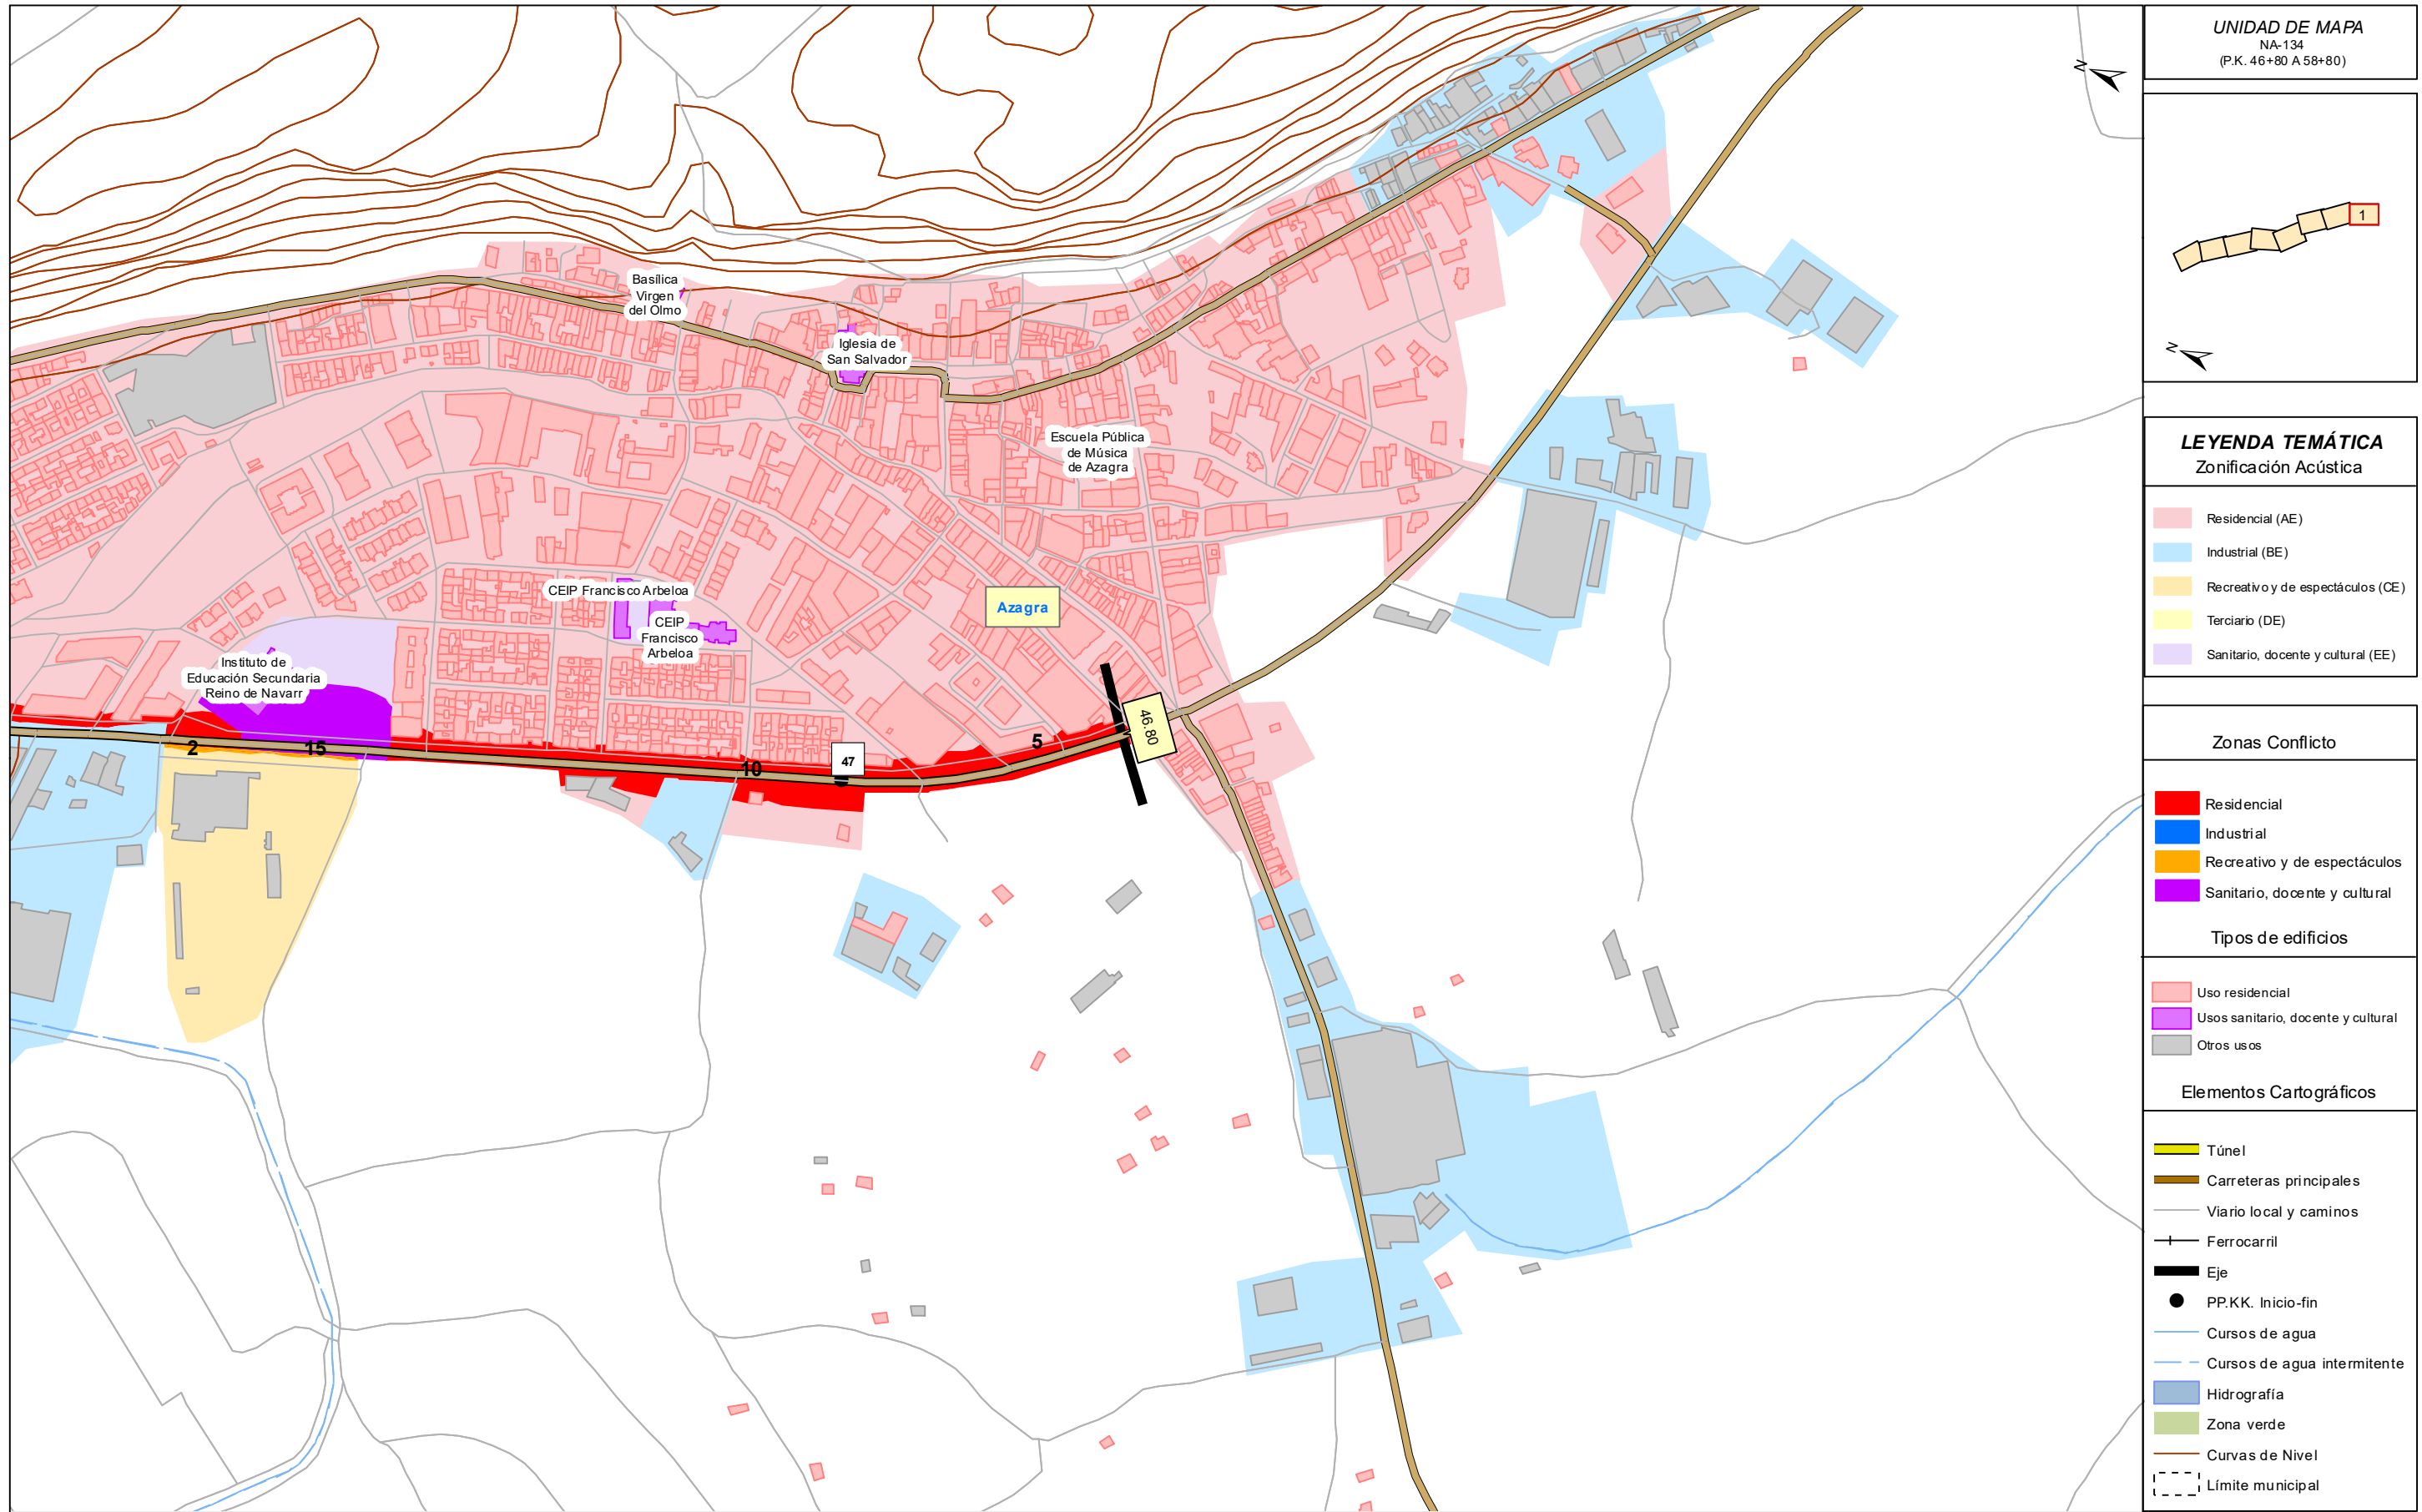 Basílica
Virgen
del Olmo
Iglesia de
San Salvador
Escuela Pública
de Música
de Azagra
CEIP Francisco Arbeloa
CEIP
Francisco
Arbeloa
Azagra
Instituto de
Educación Secundaria
Reino de Navarr
2
15
10
47
5
46.80
N
UNIDAD DE MAPA
NA-134
(P.K. 46+80 A 58+80)
1
N
LEYENDA TEMÁTICA
Zonificación Acústica
Residencial (AE)
Industrial (BE)
Recreativo y de espectáculos (CE)
Terciario (DE)
Sanitario, docente y cultural (EE)
Zonas Conflicto
Residencial
Industrial
Recreativo y de espectáculos
Sanitario, docente y cultural
Tipos de edificios
Uso residencial
Usos sanitario, docente y cultural
Otros usos
Elementos Cartográficos
Túnel
Carreteras principales
Viario local y caminos
Ferrocarril
Eje
PP.KK. Inicio-fin
Cursos de agua
Cursos de agua intermitente
Hidrografía
Zona verde
Curvas de Nivel
Límite municipal